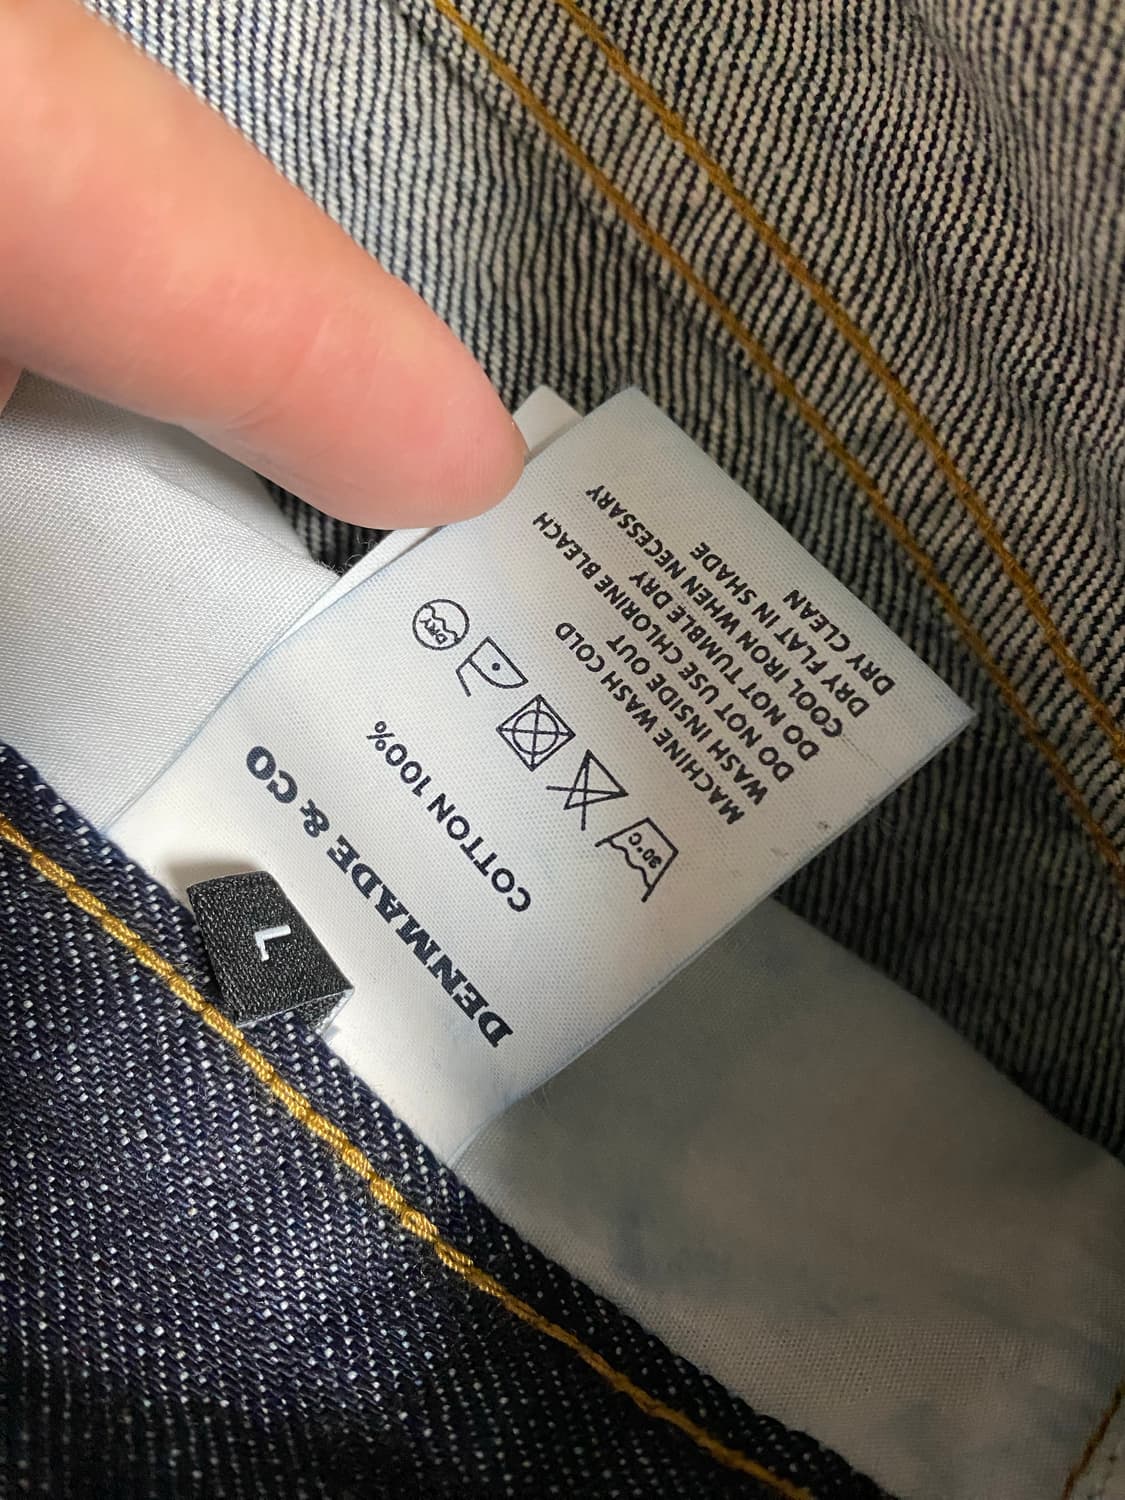 DENMADE & CO
COTTON 100%
30°C
DRY
MACHINE WASH COLD
WASH INSIDE OUT
DO NOT USE CHLORINE BLEACH
DO NOT TUMBLE DRY
COOL IRON WHEN NECESSARY
DRY FLAT IN SHADE
DRY CLEAN
L